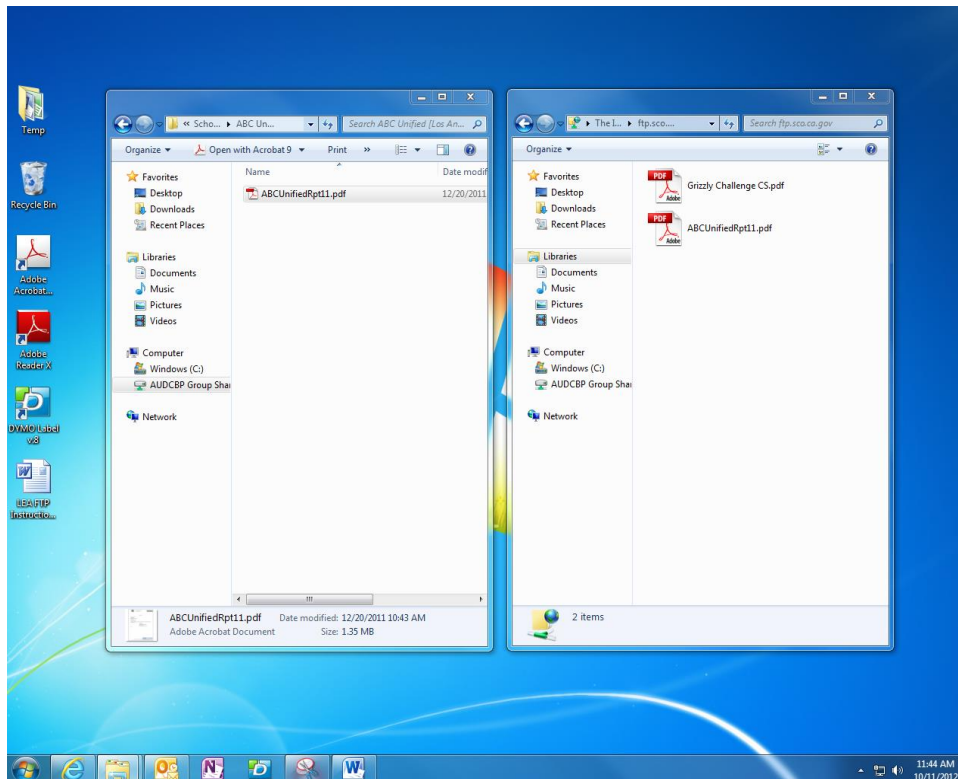 Temp
Recycle Bin
Adobe
Acrobat...
Adobe
Reader X
DYMO Label
v.8
LEA FTP
Instructio...
« Scho... ▸ ABC Un...
Search ABC Unified (Los An...
Organize
Open with Acrobat 9
Print
»
Favorites
Desktop
Downloads
Recent Places
Libraries
Documents
Music
Pictures
Videos
Computer
Windows (C:)
AUDCBP Group Shar
Network
Name
Date modif
ABCUnifiedRpt11.pdf
12/20/2011
ABCUnifiedRpt11.pdf Date modified: 12/20/2011 10:43 AM
Adobe Acrobat Document Size: 1.35 MB
The I... ▸ ftp.sco....
Search ftp.sco.ca.gov
Organize
Favorites
Desktop
Downloads
Recent Places
Libraries
Documents
Music
Pictures
Videos
Computer
Windows (C:)
AUDCBP Group Shar
Network
PDF
Adobe
Grizzly Challenge CS.pdf
PDF
Adobe
ABCUnifiedRpt11.pdf
2 items
11:44 AM
10/11/2012